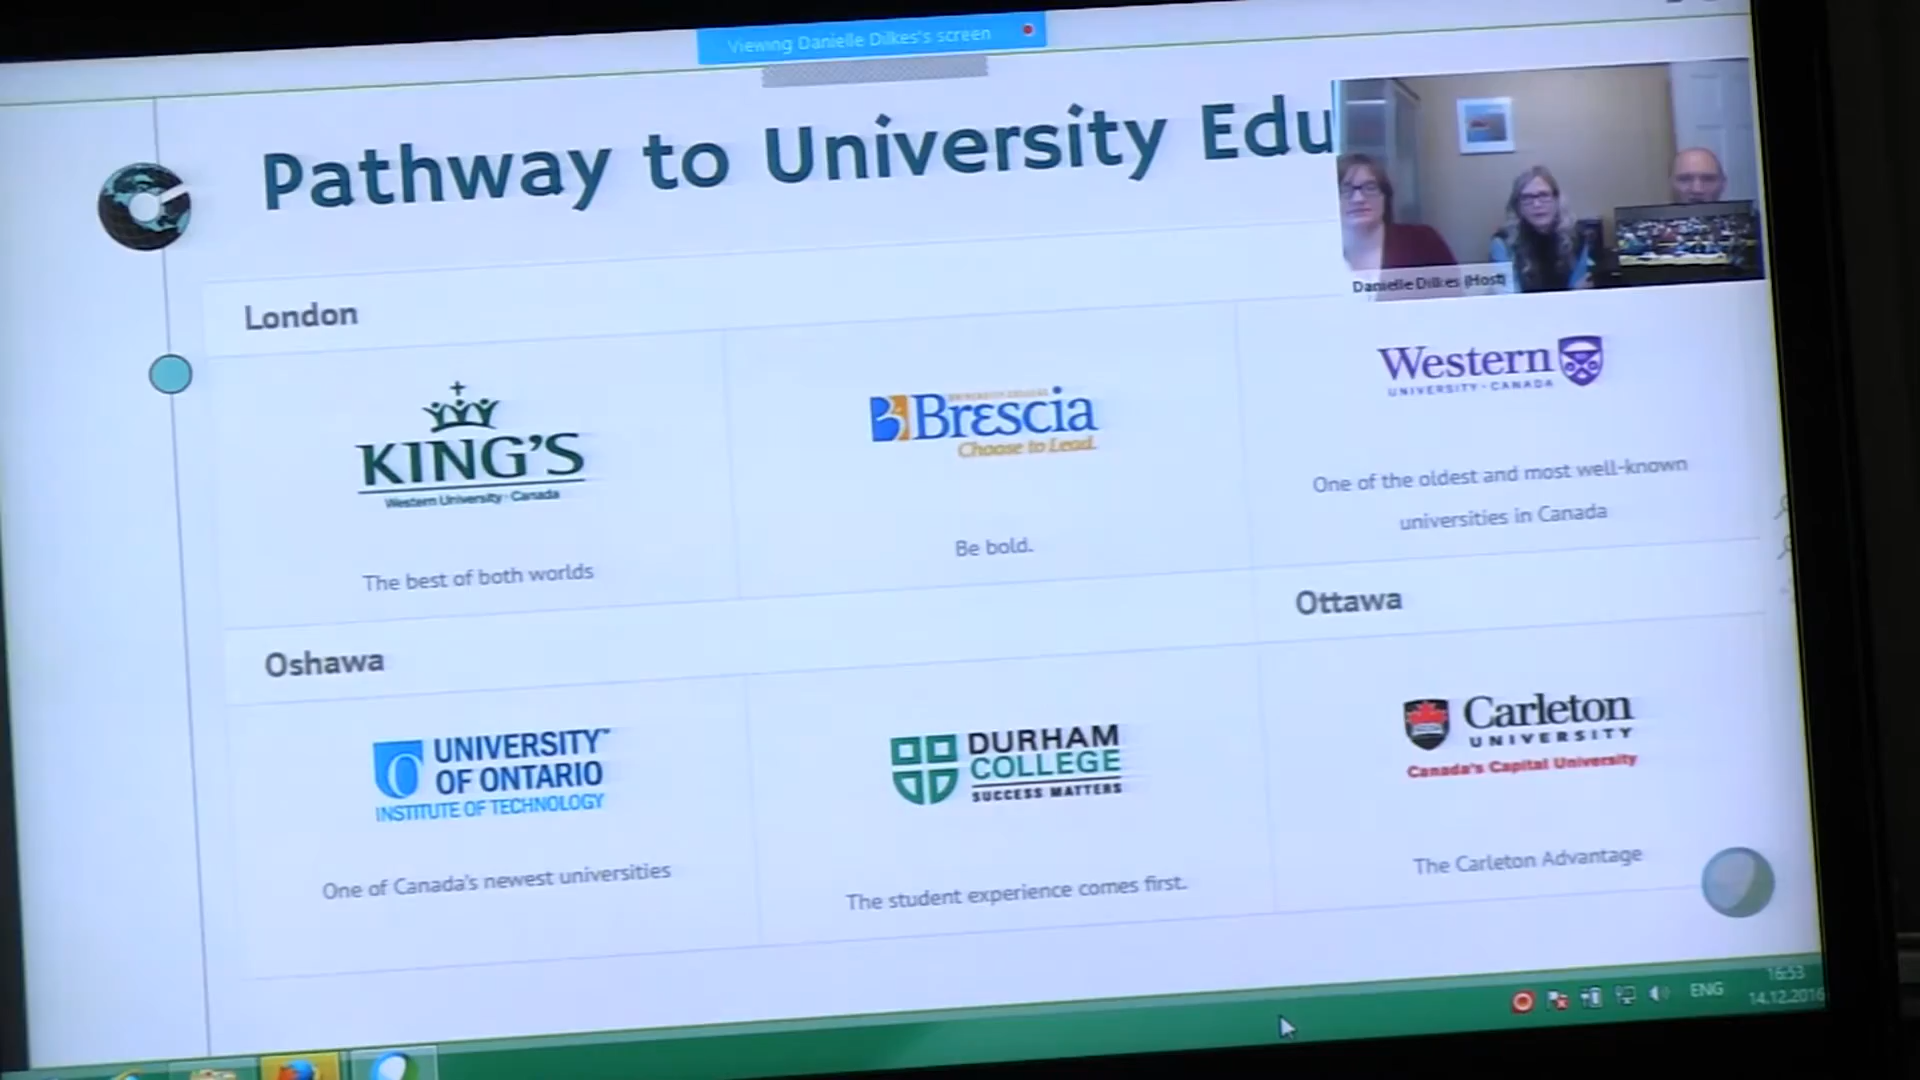 Viewing Danielle Dilkes's screen
Pathway to University Edu
Danielle Dilkes (Host)
London
KING'S
Western University · Canada
The best of both worlds
BRESCIA
Choose to Lead.
Be bold.
Western
UNIVERSITY · CANADA
One of the oldest and most well-known
universities in Canada
Oshawa
UNIVERSITY™
OF ONTARIO
INSTITUTE OF TECHNOLOGY
One of Canada's newest universities
DURHAM
COLLEGE
SUCCESS MATTERS
The student experience comes first.
Ottawa
Carleton
UNIVERSITY
Canada's Capital University
The Carleton Advantage
ENG
16:53
14.12.2016